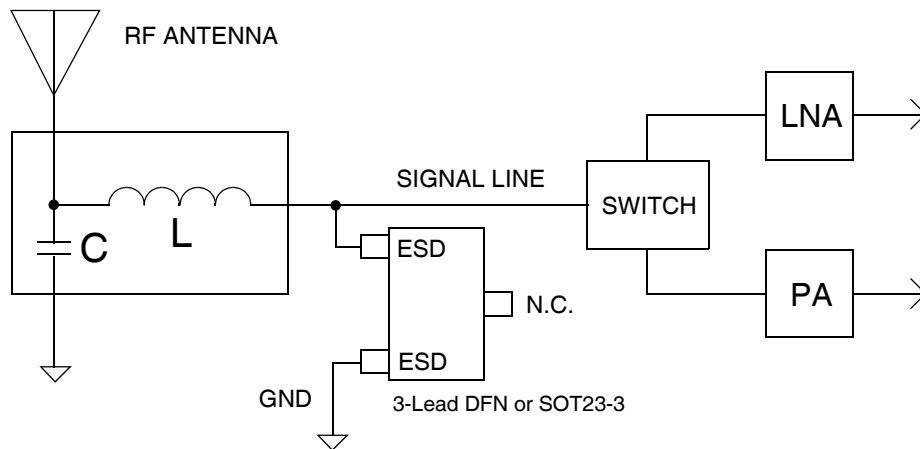 RF ANTENNA
LNA
SIGNAL LINE
SWITCH
C
L
ESD
N.C.
PA
ESD
GND
3-Lead DFN or SOT23-3